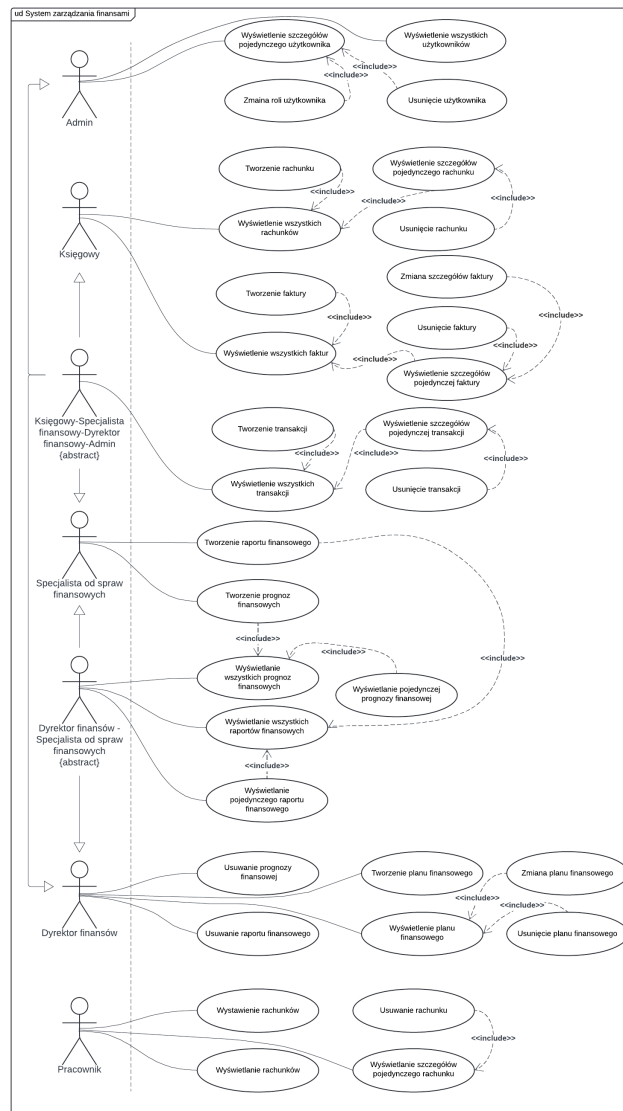 ud System zarządzania finansami
Wyświetlenie szczegółów
pojedynczego użytkownika
Wyświetlenie wszystkich
użytkowników
<<include>>
<<include>>
Zmaina roli użytkownika
Usunięcie użytkownika
Admin
Tworzenie rachunku
Wyświetlenie szczegółów
pojedynczego rachunku
<<include>>
<<include>>
<<include>>
Wyświetlenie wszystkich
rachunków
Usunięcie rachunku
Księgowy
Zmiana szczegółów faktury
Tworzenie faktury
<<include>>
<<include>>
Usunięcie faktury
<<include>>
Wyświetlenie wszystkich faktur
<<include>>
Wyświetlenie szczegółów
pojedynczej faktury
Księgowy-Specjalista
finansowy-Dyrektor
finansowy-Admin
{abstract}
Tworzenie transakcji
Wyświetlenie szczegółów
pojedynczej transakcji
<<include>>
<<include>>
<<include>>
Wyświetlenie wszystkich
transakcji
Usunięcie transakcji
Tworzenie raportu finansowego
Specjalista od spraw
finansowych
Tworzenie prognoz
finansowych
<<include>>
<<include>>
<<include>>
Wyświetlanie
wszystkich prognoz
finansowych
Wyświetlanie pojedynczej
prognozy finansowej
Wyświetlanie wszystkich
raportów finansowych
Dyrektor finansów -
Specjalista od spraw
finansowych
{abstract}
<<include>>
Wyświetlanie
pojedynczego raportu
finansowego
Usuwanie prognozy
finansowej
Tworzenie planu finansowego
Zmiana planu finansowego
<<include>>
<<include>>
Usuwanie raportu finansowego
Wyświetlenie planu
finansowego
Usunięcie planu finansowego
Dyrektor finansów
Wystawienie rachunków
Usuwanie rachunku
<<include>>
Wyświetlanie rachunków
Wyświetlanie szczegółów
pojedynczego rachunku
Pracownik